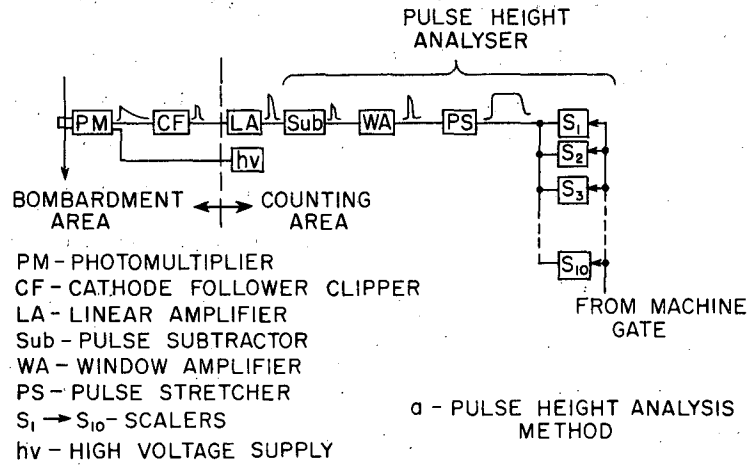 PULSE HEIGHT
ANALYSER
PM
CF
LA
Sub
WA
PS
S₁
hv
S₂
S₃
S₁₀
BOMBARDMENT
AREA
COUNTING
AREA
FROM MACHINE
GATE
PM – PHOTOMULTIPLIER
CF – CATHODE FOLLOWER CLIPPER
LA – LINEAR AMPLIFIER
Sub – PULSE SUBTRACTOR
WA – WINDOW AMPLIFIER
PS – PULSE STRETCHER
S₁ → S₁₀ – SCALERS
hv – HIGH VOLTAGE SUPPLY
a – PULSE HEIGHT ANALYSIS
METHOD